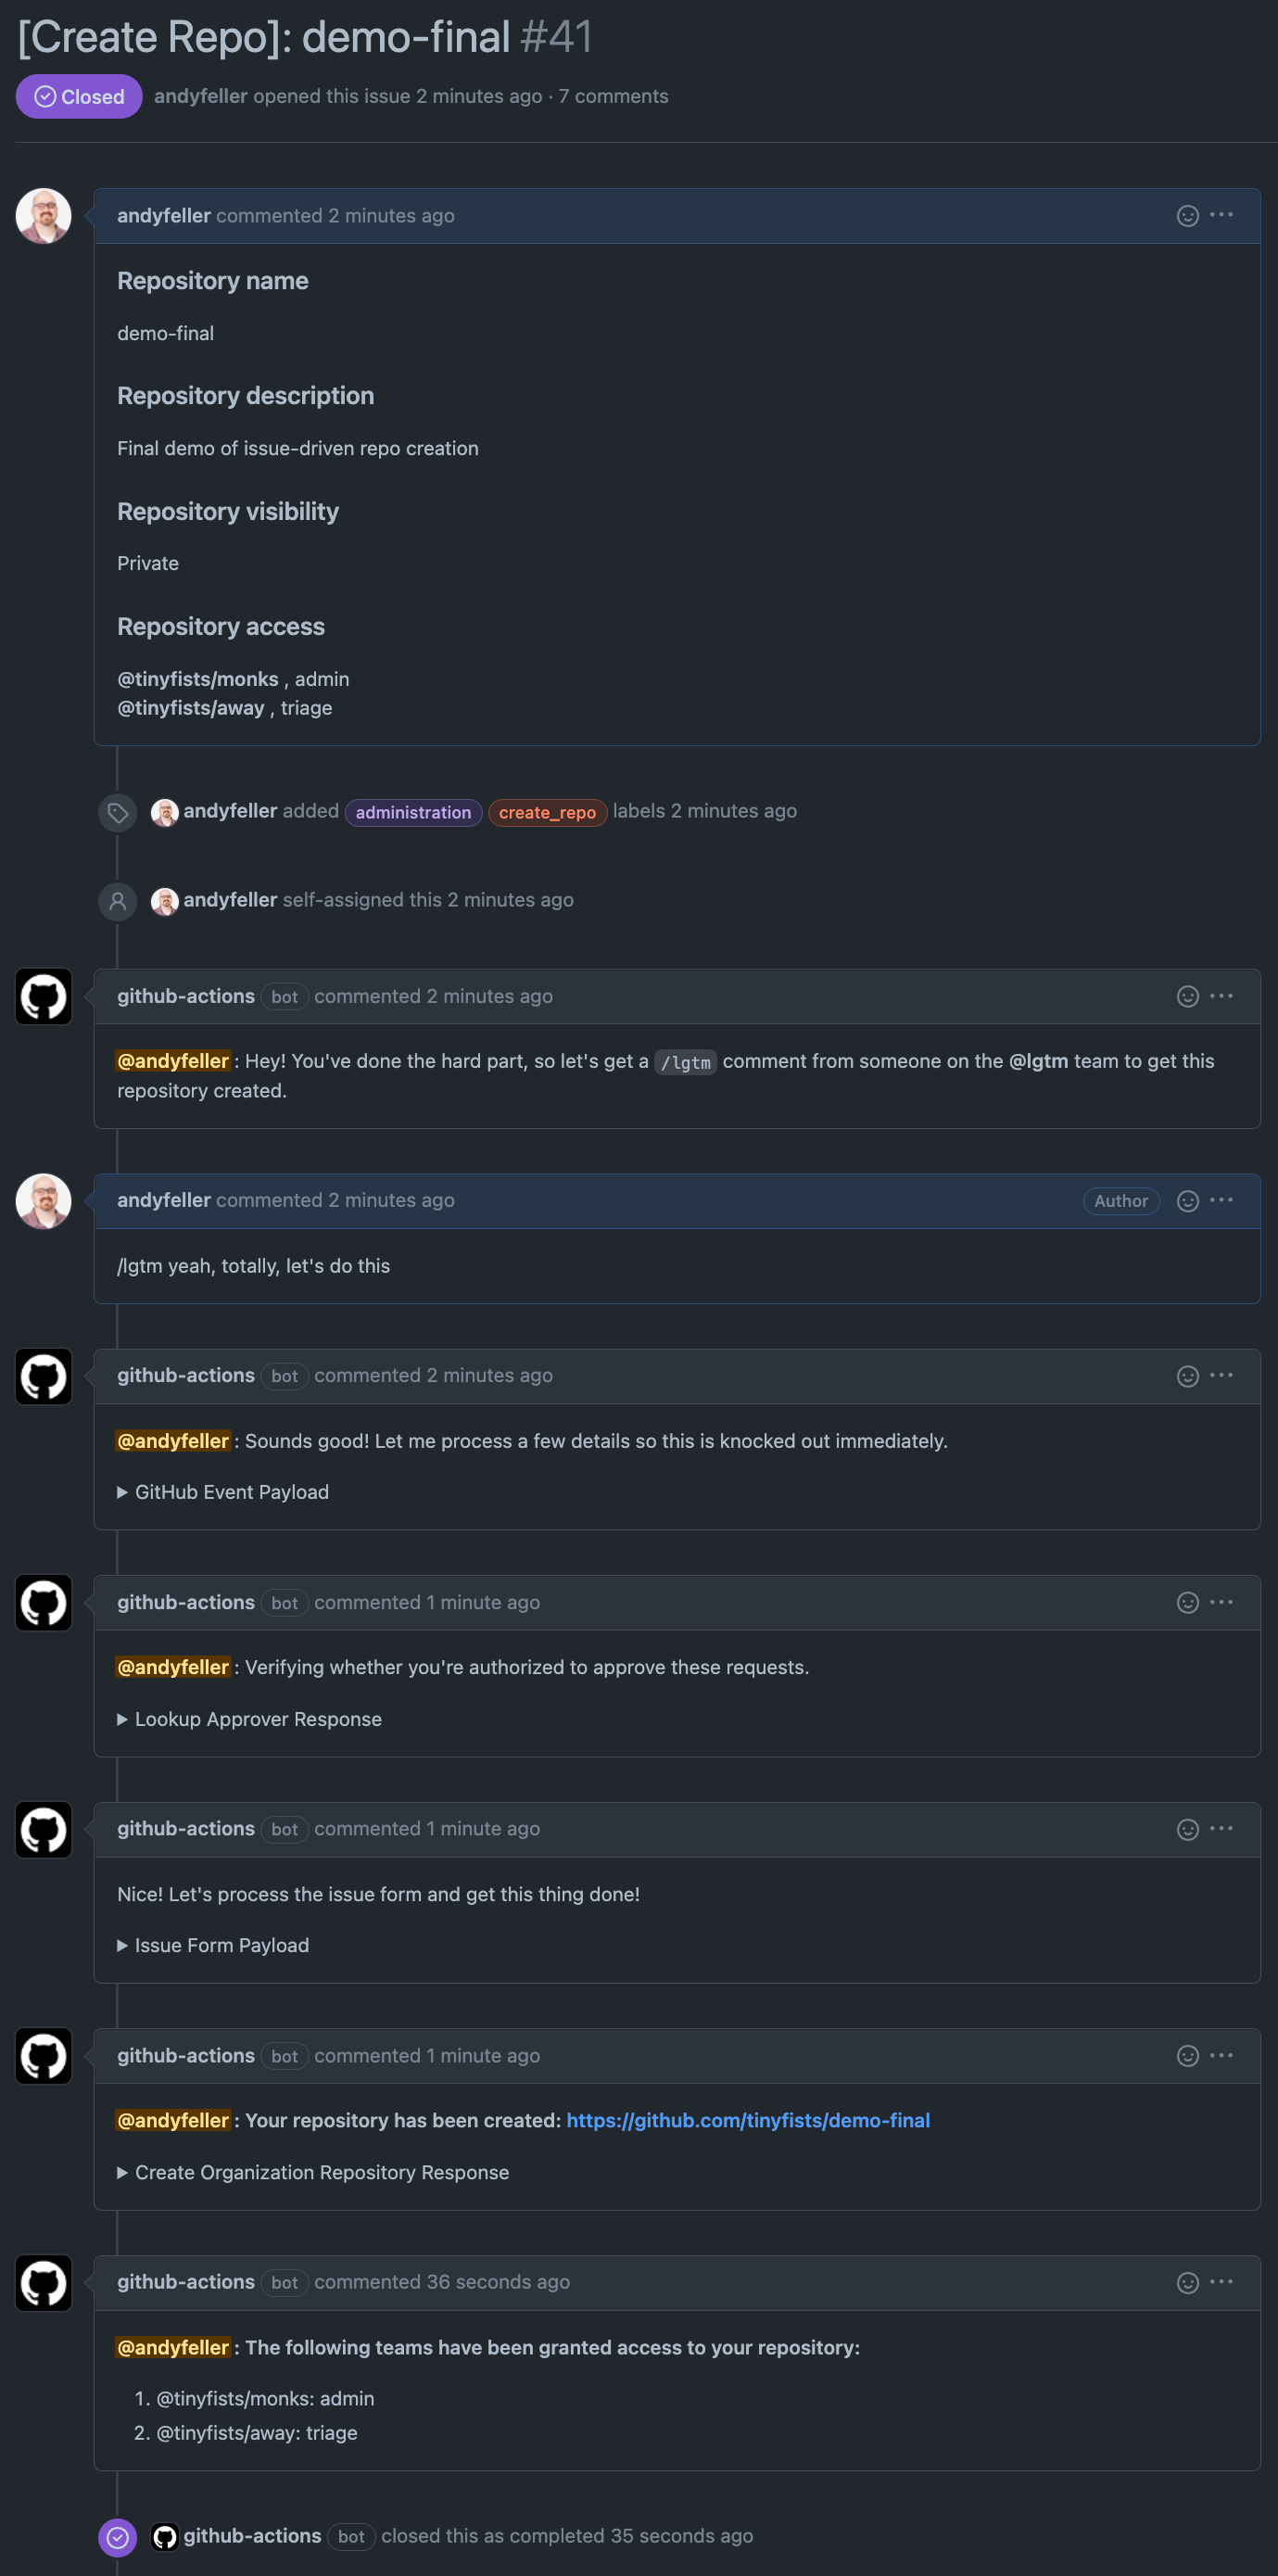 [Create Repo]: demo-final #41
Closed andyfeller opened this issue 2 minutes ago · 7 comments
andyfeller commented 2 minutes ago
Repository name
demo-final
Repository description
Final demo of issue-driven repo creation
Repository visibility
Private
Repository access
@tinyfists/monks , admin
@tinyfists/away , triage
andyfeller added administration create_repo labels 2 minutes ago
andyfeller self-assigned this 2 minutes ago
github-actions bot commented 2 minutes ago
@andyfeller : Hey! You've done the hard part, so let's get a /lgtm comment from someone on the @lgtm team to get this
repository created.
andyfeller commented 2 minutes ago Author
/lgtm yeah, totally, let's do this
github-actions bot commented 2 minutes ago
@andyfeller : Sounds good! Let me process a few details so this is knocked out immediately.
GitHub Event Payload
github-actions bot commented 1 minute ago
@andyfeller : Verifying whether you're authorized to approve these requests.
Lookup Approver Response
github-actions bot commented 1 minute ago
Nice! Let's process the issue form and get this thing done!
Issue Form Payload
github-actions bot commented 1 minute ago
@andyfeller : Your repository has been created: https://github.com/tinyfists/demo-final
Create Organization Repository Response
github-actions bot commented 36 seconds ago
@andyfeller : The following teams have been granted access to your repository:
1. @tinyfists/monks: admin
2. @tinyfists/away: triage
github-actions bot closed this as completed 35 seconds ago